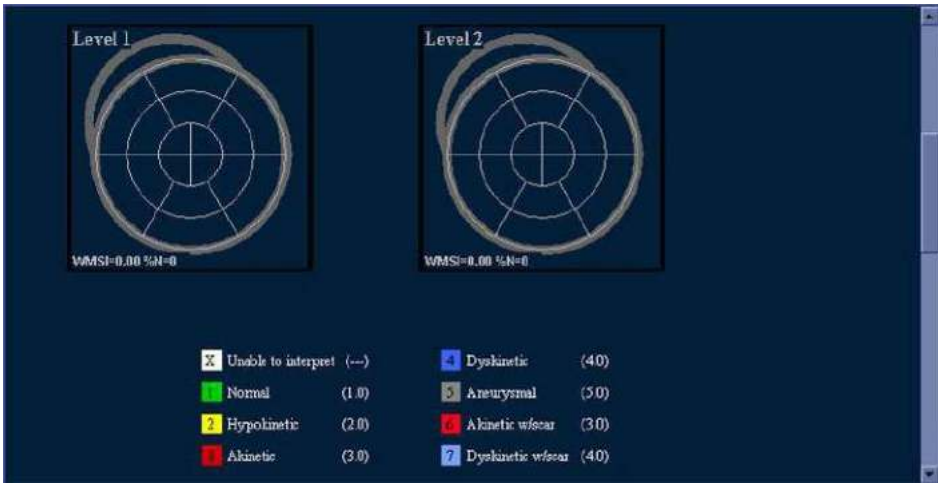 Level 1
Level 2
WMSI=0.00 %N=0
WMSI=0.00 %N=0
X Unable to interpret (---)
1 Normal (1.0)
2 Hypokinetic (2.0)
3 Akinetic (3.0)
4 Dyskinetic (4.0)
5 Aneurysmal (5.0)
6 Akinetic w/scar (3.0)
7 Dyskinetic w/scar (4.0)